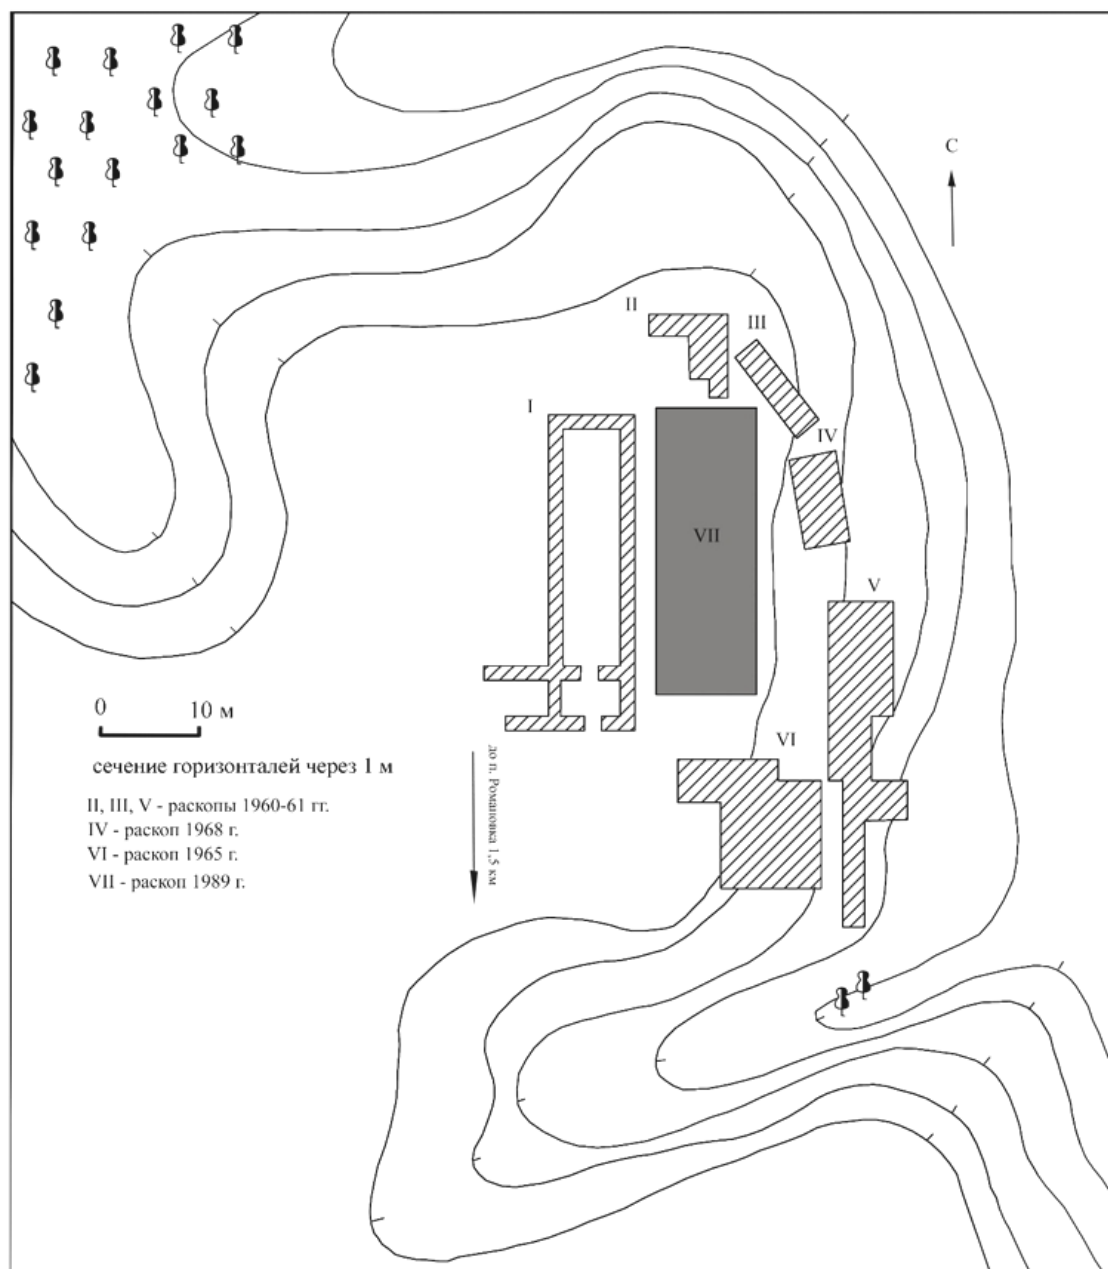 С
II
III
I
IV
VII
V
0 10 м
VI
сечение горизонталей через 1 м
до п. Романовка 1,5 км
II, III, V - раскопы 1960-61 гг.
IV - раскоп 1968 г.
VI - раскоп 1965 г.
VII - раскоп 1989 г.